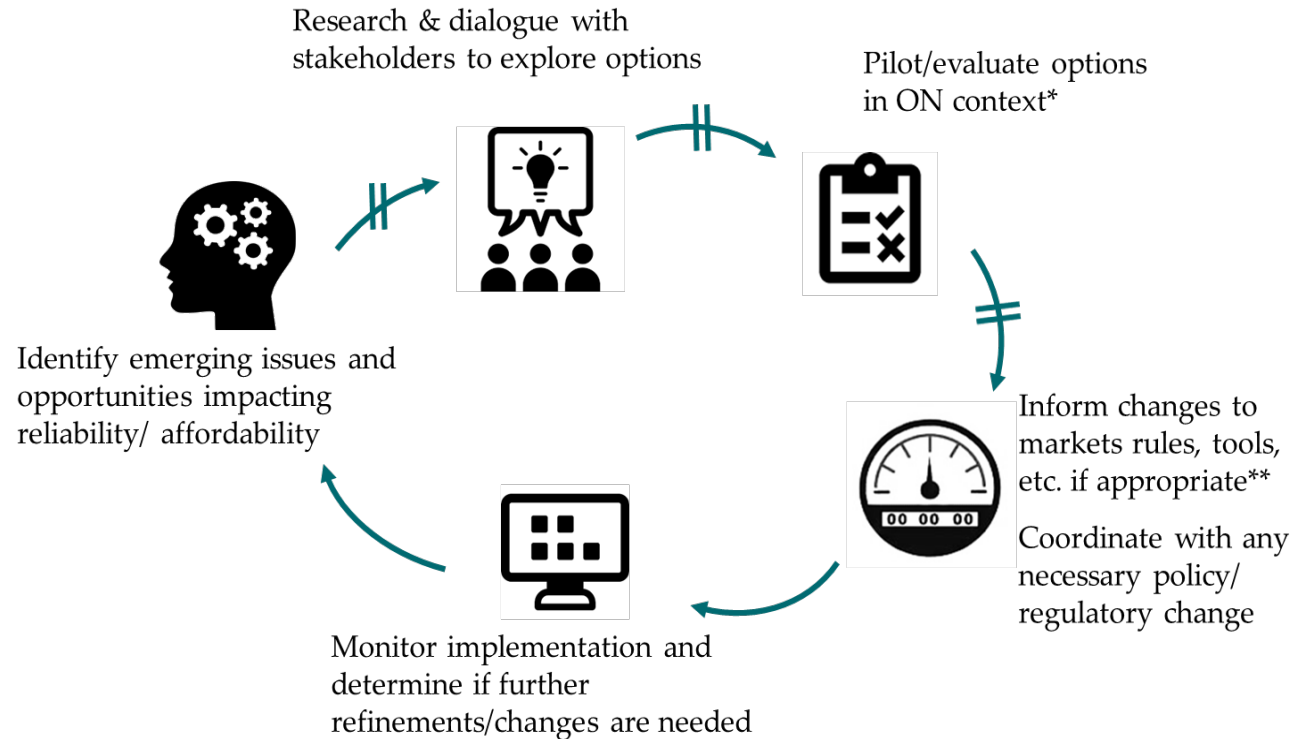 Research & dialogue with
stakeholders to explore options
Pilot/evaluate options
in ON context*
Identify emerging issues and
opportunities impacting
reliability/ affordability
Inform changes to
markets rules, tools,
etc. if appropriate**
00 00 00
Coordinate with any
necessary policy/
regulatory change
Monitor implementation and
determine if further
refinements/changes are needed